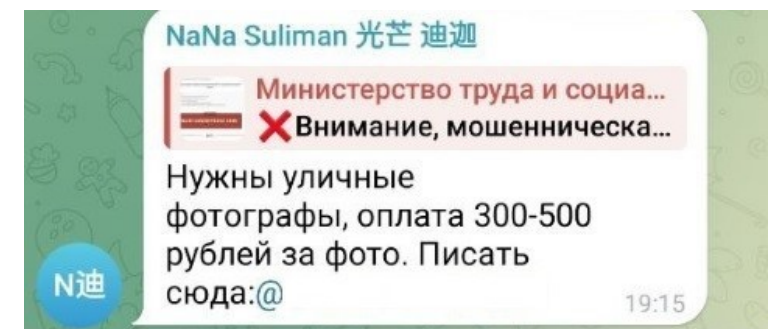 NaNa Suliman 光芒 迪迦
Министерство труда и социа...
❌Внимание, мошенническа...
Нужны уличные
фотографы, оплата 300-500
рублей за фото. Писать
сюда:@
19:15
N迪